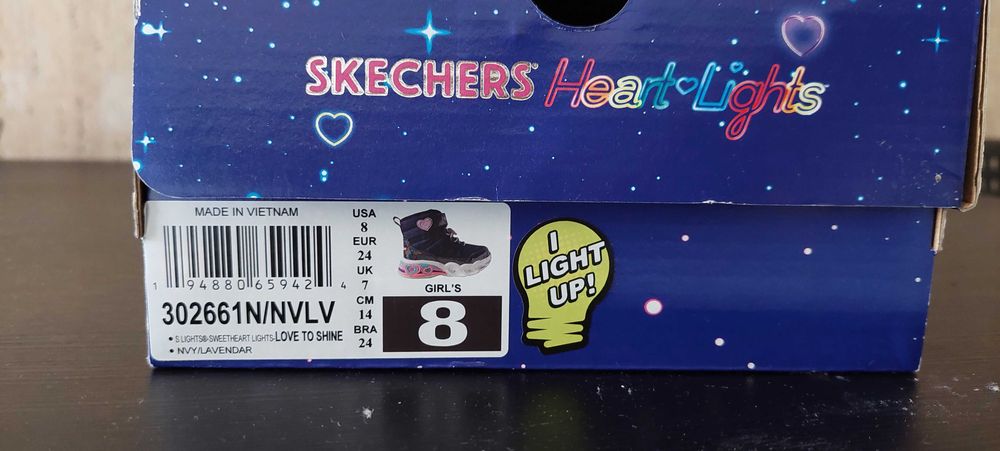 SKECHERS® Heart Lights
MADE IN VIETNAM
1 94880 65942 4
302661N/NVLV
• S LIGHTS®-SWEETHEART LIGHTS-LOVE TO SHINE
• NVY/LAVENDAR
USA
8
EUR
24
UK
7
CM
14
BRA
24
GIRL'S
8
I
LIGHT
UP!